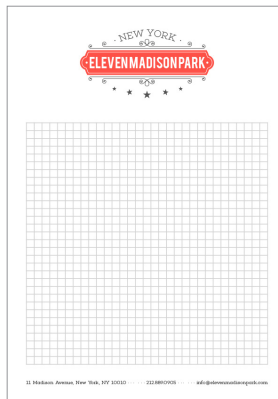 · NEW YORK ·
·ELEVENMADISONPARK·
11 Madison Avenue, New York, NY 10010 · · · · 212.889.0905 · · · · info@elevenmadisonpark.com